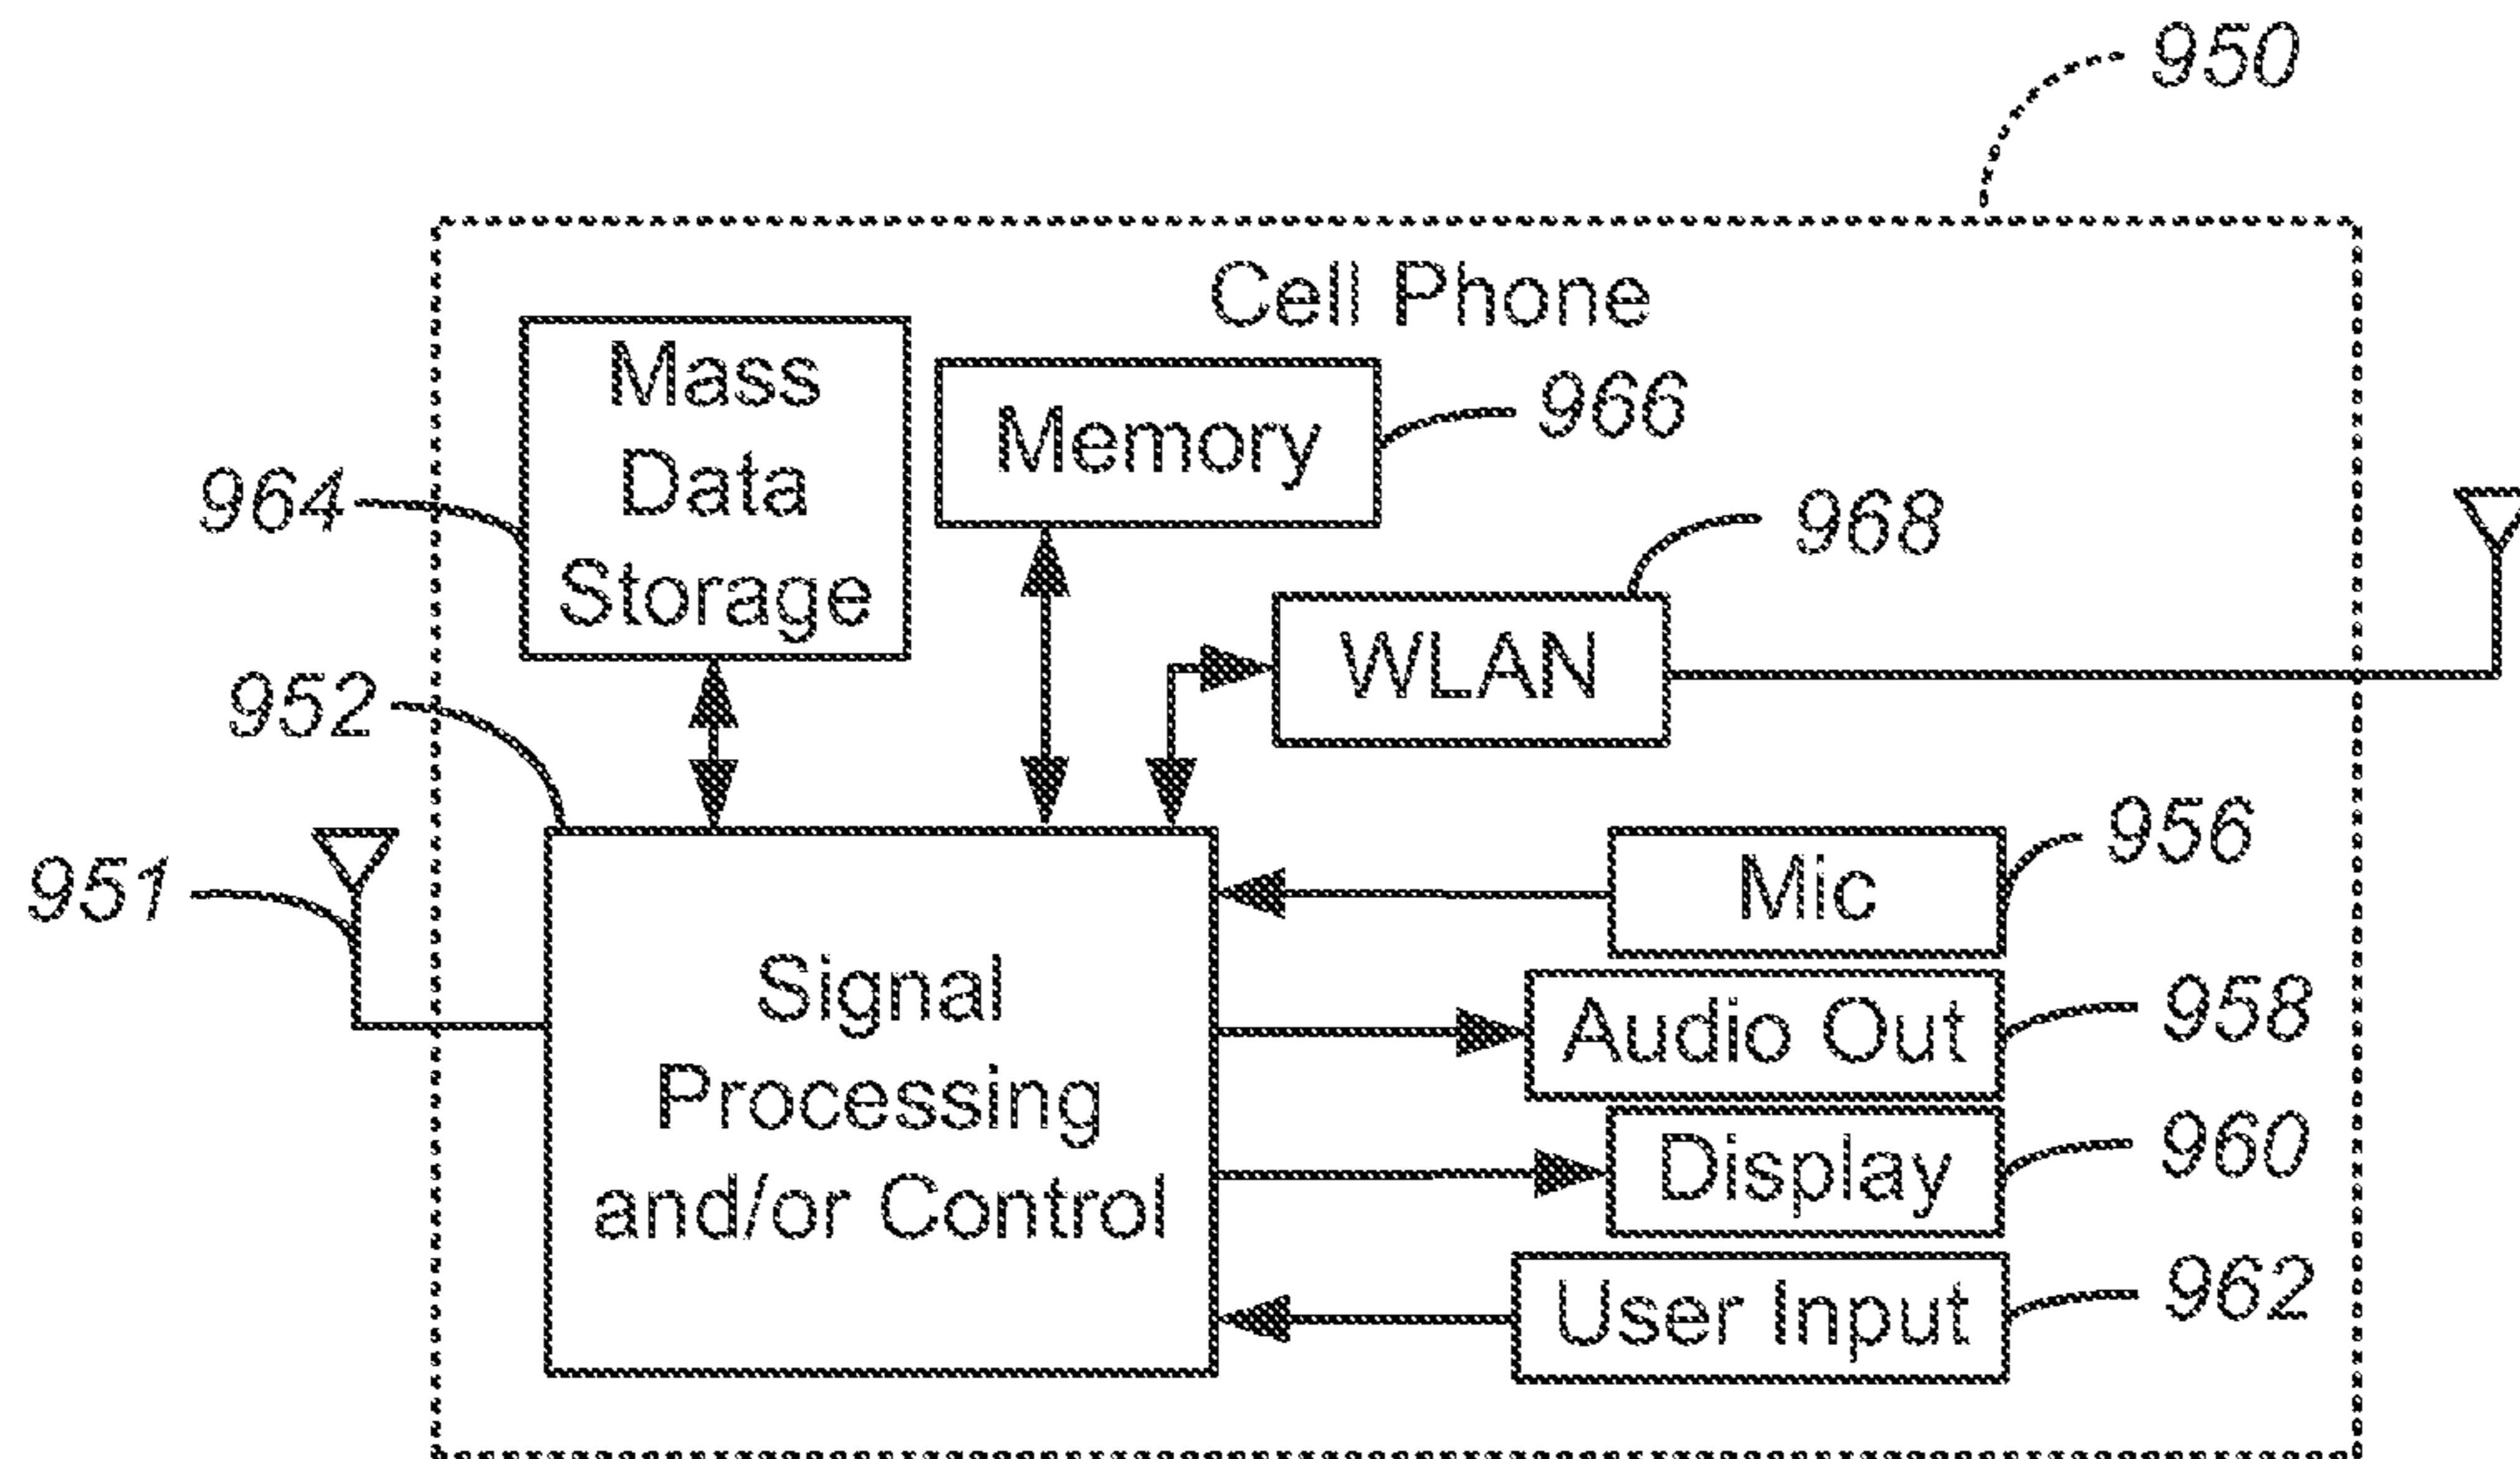 950
Cell Phone
Mass
Data
Storage
964
Memory
966
968
WLAN
952
951
Signal
Processing
and/or Control
Mic
956
Audio Out
958
Display
960
User Input
962